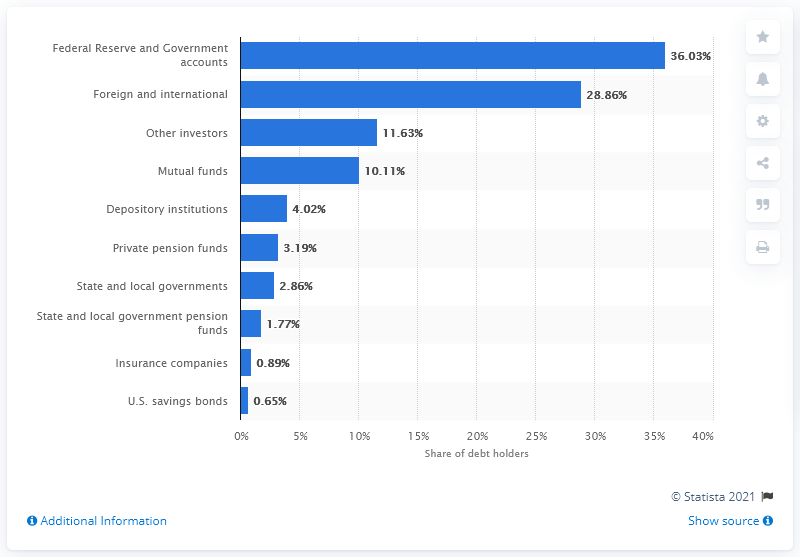 Federal Reserve and Government
accounts
36.03%
Foreign and international
28.86%
Other investors
11.63%
Mutual funds
10.11%
Depository institutions
4.02%
Private pension funds
3.19%
State and local governments
2.86%
State and local government pension
funds
1.77%
Insurance companies
0.89%
U.S. savings bonds
0.65%
0% 5% 10% 15% 20% 25% 30% 35% 40%
Share of debt holders
© Statista 2021
Additional Information
Show source